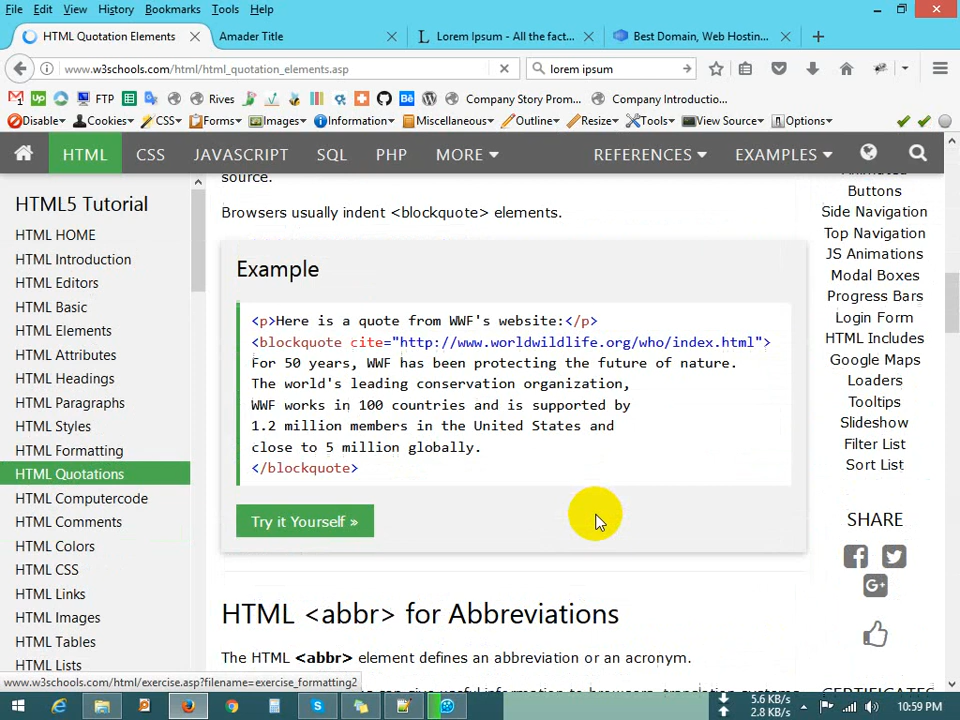 File Edit View History Bookmarks Tools Help
HTML Quotation Elements
Amader Title
Lorem Ipsum - All the fact...
Best Domain, Web Hostin...
www.w3schools.com/html/html_quotation_elements.asp
lorem ipsum
FTP
Rives
Company Story Prom...
Company Introductio...
Disable Cookies CSS Forms Images Information Miscellaneous Outline Resize Tools View Source Options
HTML CSS JAVASCRIPT SQL PHP MORE REFERENCES EXAMPLES
HTML5 Tutorial
HTML HOME
HTML Introduction
HTML Editors
HTML Basic
HTML Elements
HTML Attributes
HTML Headings
HTML Paragraphs
HTML Styles
HTML Formatting
HTML Quotations
HTML Computercode
HTML Comments
HTML Colors
HTML CSS
HTML Links
HTML Images
HTML Tables
HTML Lists
source.
Browsers usually indent <blockquote> elements.
Example
<p>Here is a quote from WWF's website:</p>
<blockquote cite="http://www.worldwildlife.org/who/index.html">
For 50 years, WWF has been protecting the future of nature.
The world's leading conservation organization,
WWF works in 100 countries and is supported by
1.2 million members in the United States and
close to 5 million globally.
</blockquote>
Try it Yourself »
HTML <abbr> for Abbreviations
The HTML <abbr> element defines an abbreviation or an acronym.
Animated
Buttons
Side Navigation
Top Navigation
JS Animations
Modal Boxes
Progress Bars
Login Form
HTML Includes
Google Maps
Loaders
Tooltips
Slideshow
Filter List
Sort List
SHARE
CERTIFICATES
www.w3schools.com/html/exercise.asp?filename=exercise_formatting2
5.6 KB/s
2.8 KB/s
10:59 PM